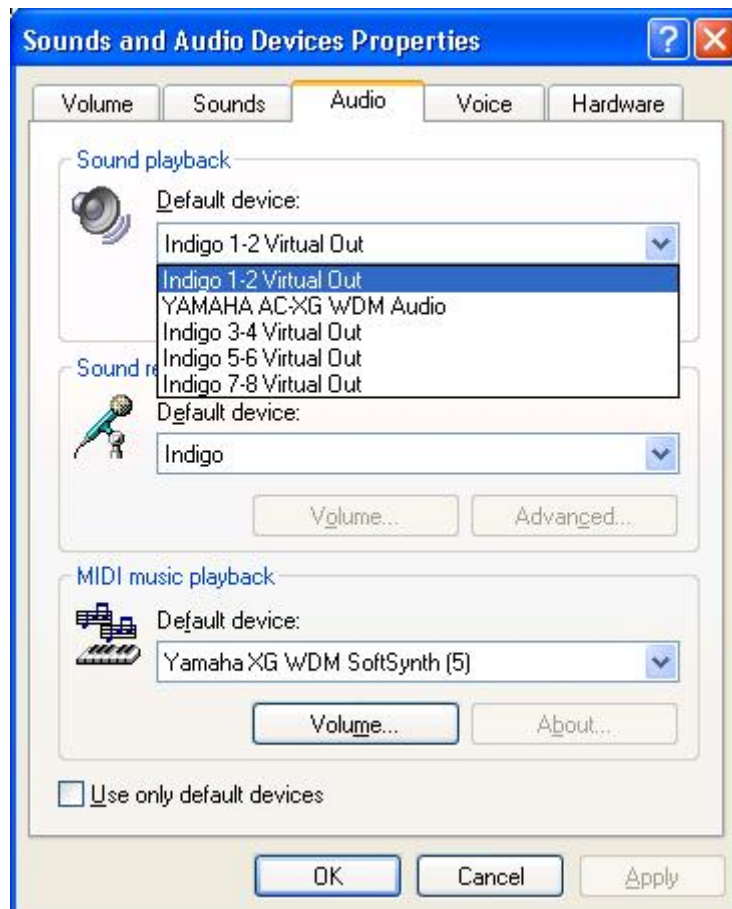 Sounds and Audio Devices Properties
Volume Sounds Audio Voice Hardware
Sound playback
Default device:
Indigo 1-2 Virtual Out
Indigo 1-2 Virtual Out
YAMAHA AC-XG WDM Audio
Indigo 3-4 Virtual Out
Indigo 5-6 Virtual Out
Indigo 7-8 Virtual Out
Sound
Default device:
Indigo
Volume... Advanced...
MIDI music playback
Default device:
Yamaha XG WDM SoftSynth (5)
Volume... About...
Use only default devices
OK Cancel Apply